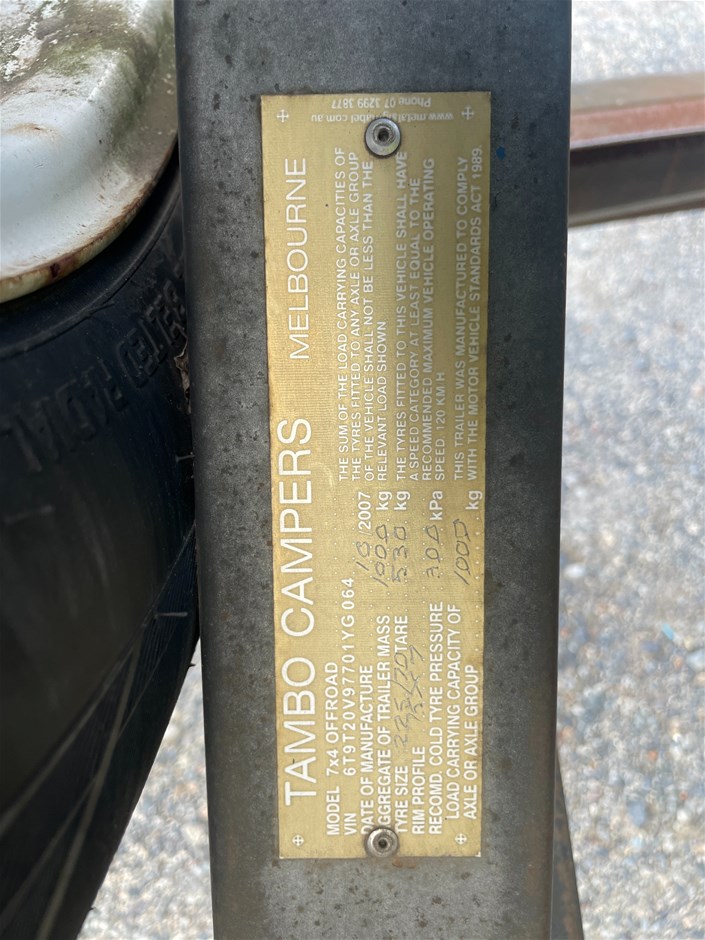 TAMBO CAMPERS MELBOURNE
MODEL 7x4 OFFROAD
VIN 6T9T20V97701YG064
DATE OF MANUFACTURE 10/2007
AGGREGATE OF TRAILER MASS 1000 kg
TYRE SIZE TARE 530 kg
RIM PROFILE
RECOMD. COLD TYRE PRESSURE 300 kPa
LOAD CARRYING CAPACITY OF
AXLE OR AXLE GROUP 1000 kg
THE SUM OF THE LOAD CARRYING CAPACITIES OF
THE TYRES FITTED TO ANY AXLE OR AXLE GROUP
OF THE VEHICLE SHALL NOT BE LESS THAN THE
RELEVANT LOAD SHOWN
THE TYRES FITTED TO THIS VEHICLE SHALL HAVE
A SPEED CATEGORY AT LEAST EQUAL TO THE
RECOMMENDED MAXIMUM VEHICLE OPERATING
SPEED: 120 KM H
THIS TRAILER WAS MANUFACTURED TO COMPLY
WITH THE MOTOR VEHICLE STANDARDS ACT 1989.
Phone 07 3299 3877
BELTED RADIAL